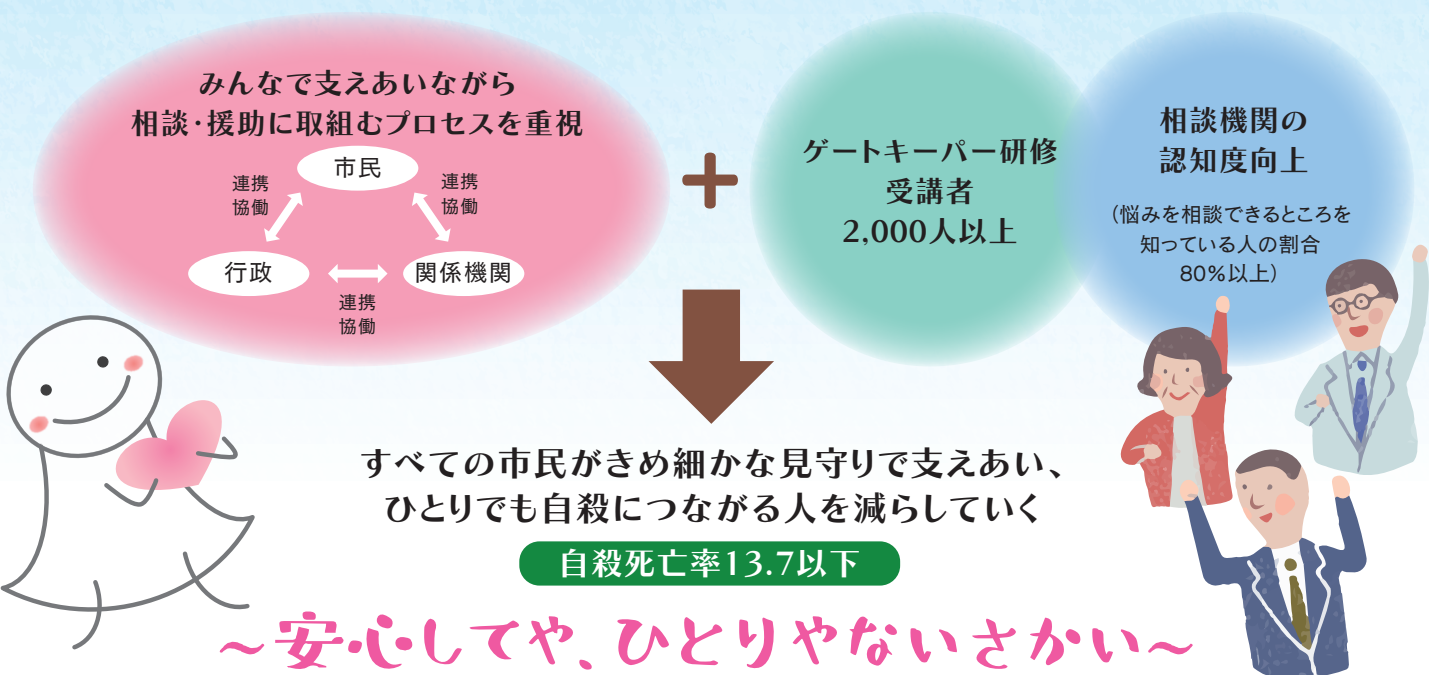 みんなで支えあいながら
相談・援助に取組むプロセスを重視
市民
連携
協働
連携
協働
行政
関係機関
連携
協働
ゲートキーパー研修
受講者
2,000人以上
相談機関の
認知度向上
（悩みを相談できるところを
知っている人の割合
80％以上）
すべての市民がきめ細かな見守りで支えあい、
ひとりでも自殺につながる人を減らしていく
自殺死亡率13.7以下
～安心してや、ひとりやないさかい～